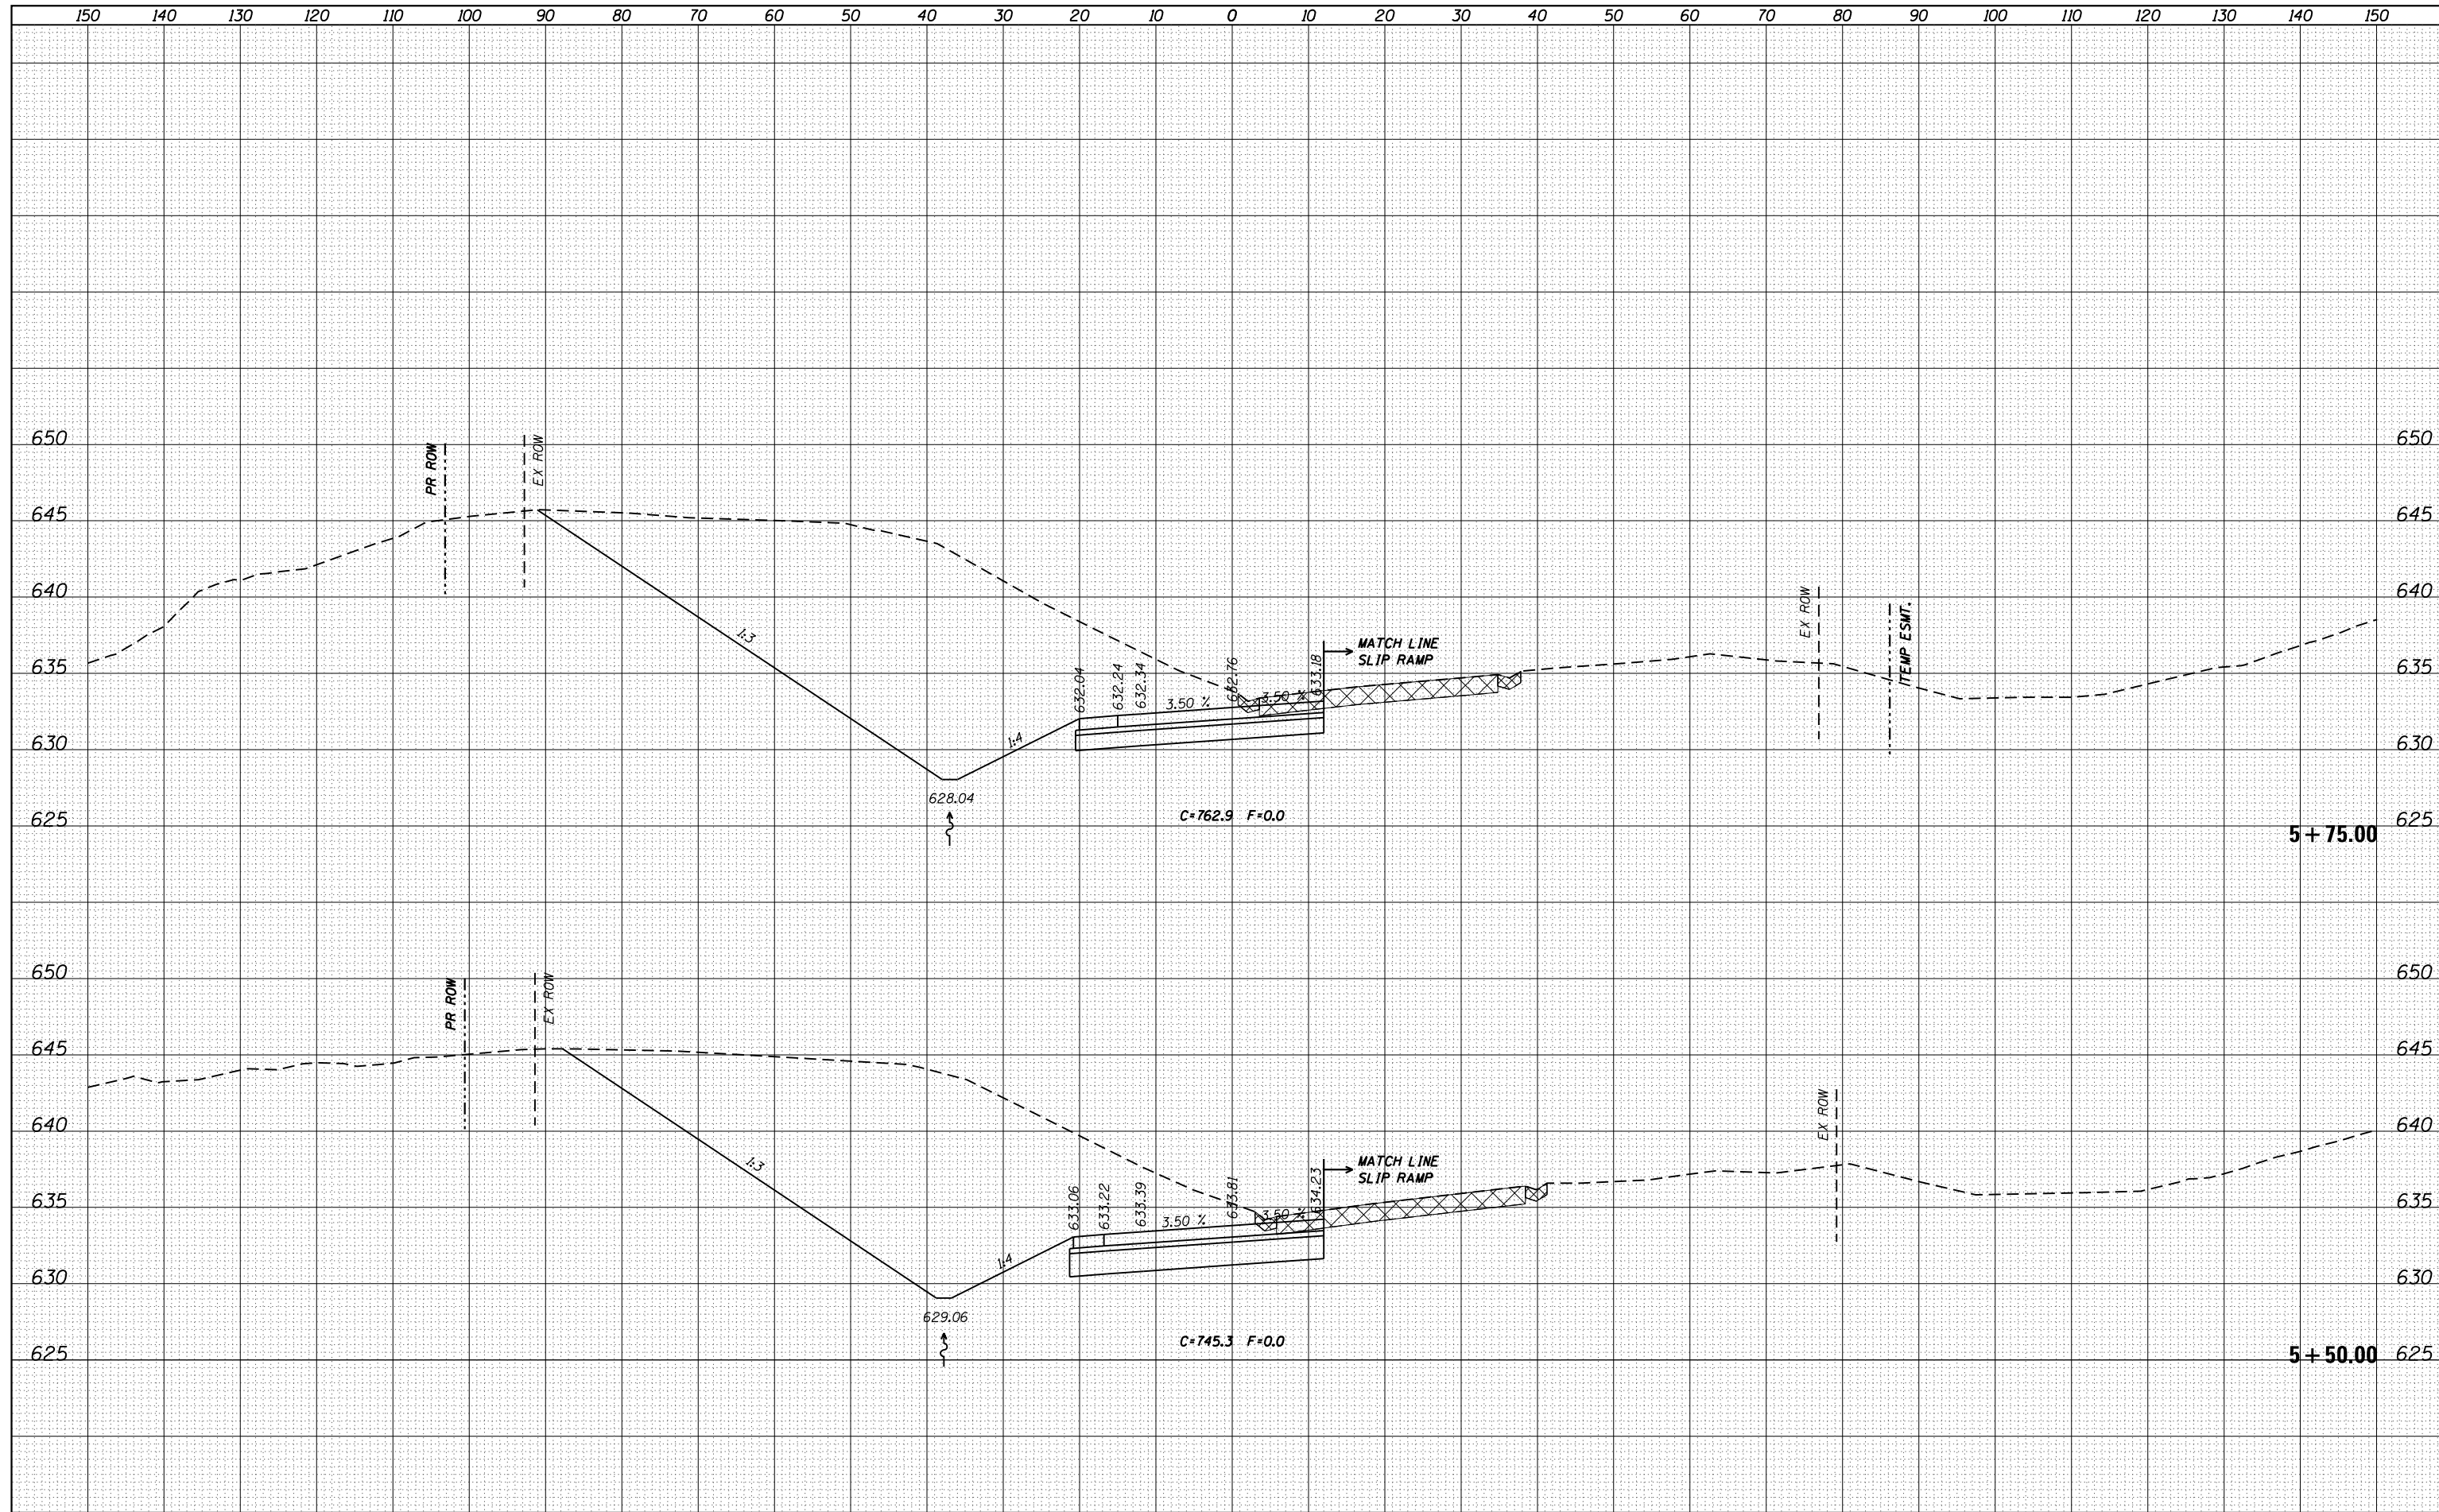 150 140 130 120 110 100 90 80 70 60 50 40 30 20 10 0 10 20 30 40 50 60 70 80 90 100 110 120 130 140 150
650 650
PR ROW
EX ROW
645 645
640 640
EX ROW
TEMP ESMT.
1:3
MATCH LINE
SLIP RAMP
635 635
632.04
632.24
632.34
3.50 %
632.76
3.50 %
633.18
1:4
630 630
628.04
C=762.9 F=0.0
625 625
5+75.00
650 650
PR ROW
EX ROW
645 645
640 640
EX ROW
1:3
MATCH LINE
SLIP RAMP
635 635
633.06
633.22
633.39
3.50 %
633.81
3.50 %
634.23
1:4
630 630
629.06
C=745.3 F=0.0
625 625
5+50.00